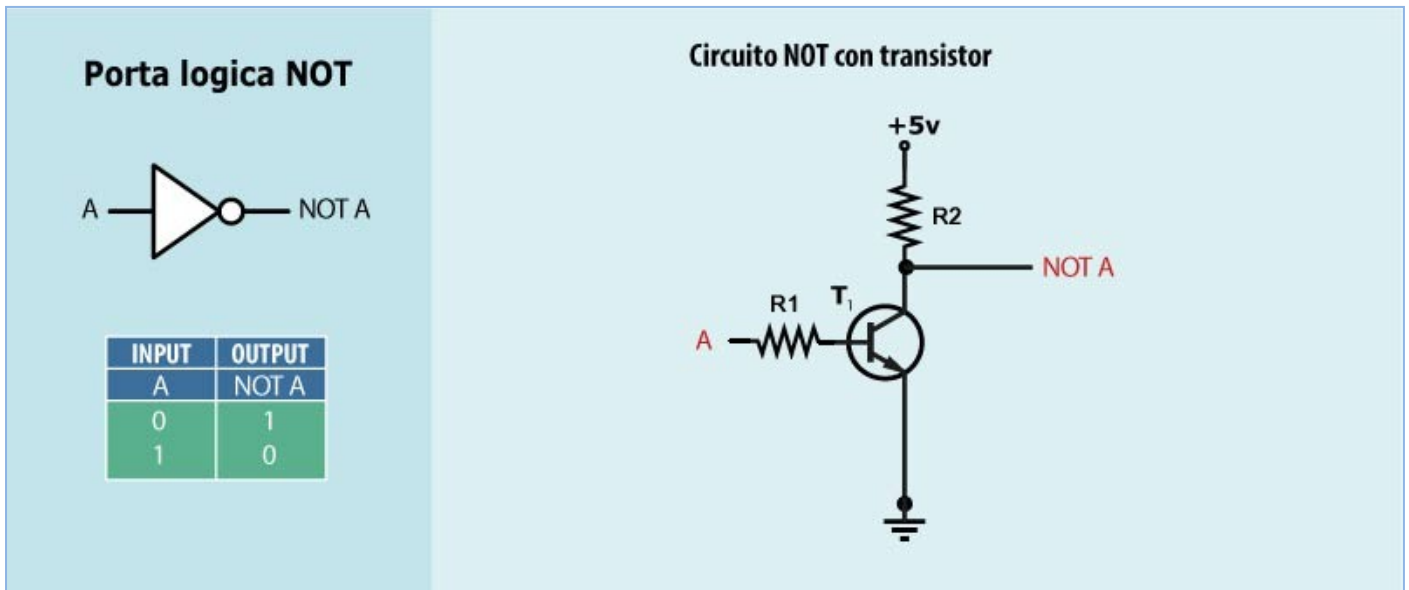 Porta logica NOT
A
NOT A
INPUT OUTPUT
A NOT A
0 1
1 0
Circuito NOT con transistor
+5v
R2
NOT A
R1
T1
A